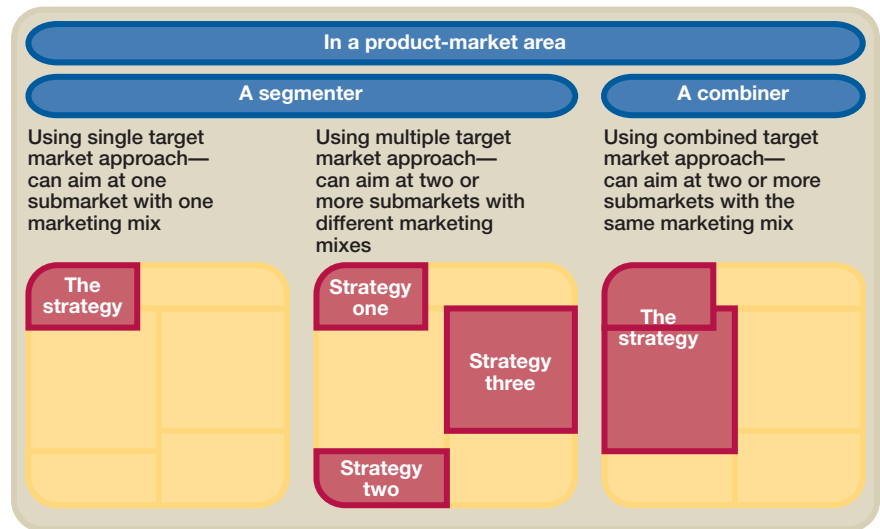 In a product-market area
A segmenter
A combiner
Using single target
market approach—
can aim at one
submarket with one
marketing mix
Using multiple target
market approach—
can aim at two or
more submarkets with
different marketing
mixes
Using combined target
market approach—
can aim at two or more
submarkets with the
same marketing mix
The
strategy
Strategy
one
Strategy
three
Strategy
two
The
strategy